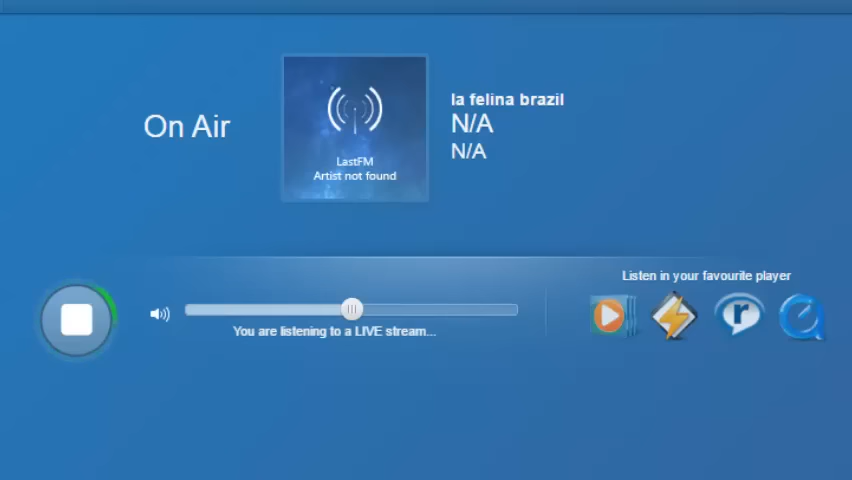 On Air
LastFM
Artist not found
la felina brazil
N/A
N/A
Listen in your favourite player
You are listening to a LIVE stream...